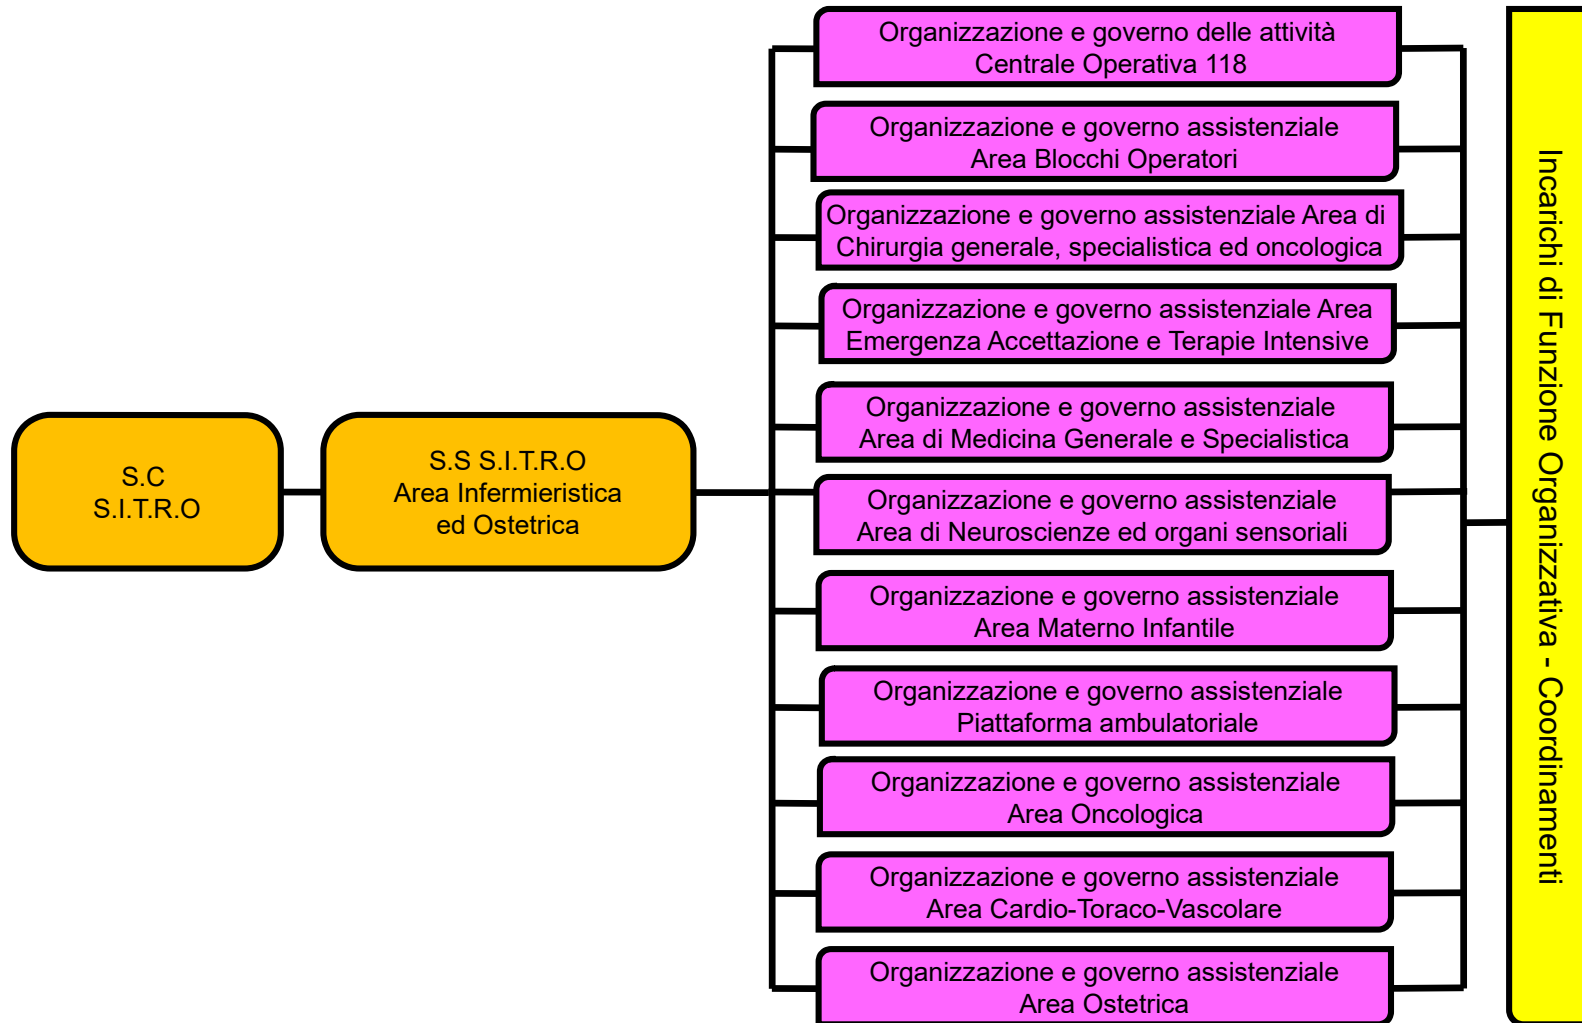 S.C
S.I.T.R.O
S.S S.I.T.R.O
Area Infermieristica
ed Ostetrica
Organizzazione e governo delle attività
Centrale Operativa 118
Organizzazione e governo assistenziale
Area Blocchi Operatori
Organizzazione e governo assistenziale Area di
Chirurgia generale, specialistica ed oncologica
Organizzazione e governo assistenziale Area
Emergenza Accettazione e Terapie Intensive
Organizzazione e governo assistenziale
Area di Medicina Generale e Specialistica
Organizzazione e governo assistenziale
Area di Neuroscienze ed organi sensoriali
Organizzazione e governo assistenziale
Area Materno Infantile
Organizzazione e governo assistenziale
Piattaforma ambulatoriale
Organizzazione e governo assistenziale
Area Oncologica
Organizzazione e governo assistenziale
Area Cardio-Toraco-Vascolare
Organizzazione e governo assistenziale
Area Ostetrica
Incarichi di Funzione Organizzativa - Coordinamenti